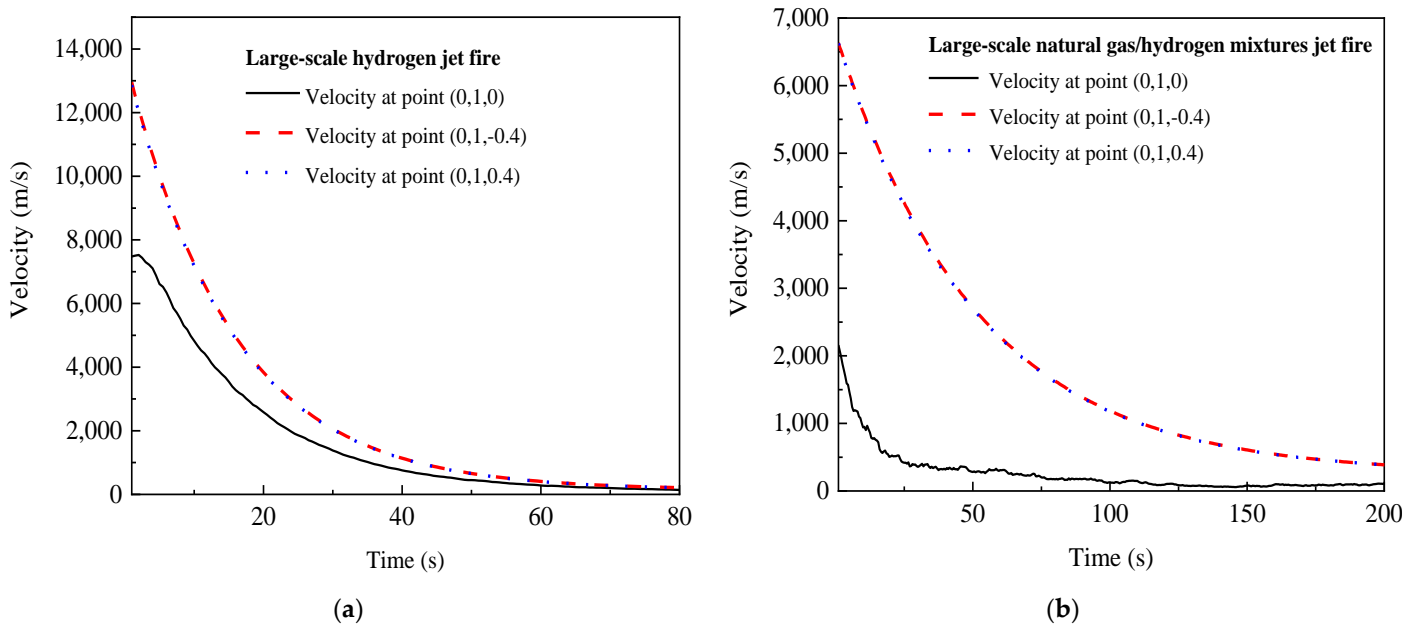 14,000
12,000
10,000
8,000
6,000
4,000
2,000
0
Velocity (m/s)
Large-scale hydrogen jet fire
Velocity at point (0,1,0)
Velocity at point (0,1,-0.4)
Velocity at point (0,1,0.4)
20
40
60
80
Time (s)
(a)
7,000
6,000
5,000
4,000
3,000
2,000
1,000
0
Velocity (m/s)
Large-scale natural gas/hydrogen mixtures jet fire
Velocity at point (0,1,0)
Velocity at point (0,1,-0.4)
Velocity at point (0,1,0.4)
50
100
150
200
Time (s)
(b)